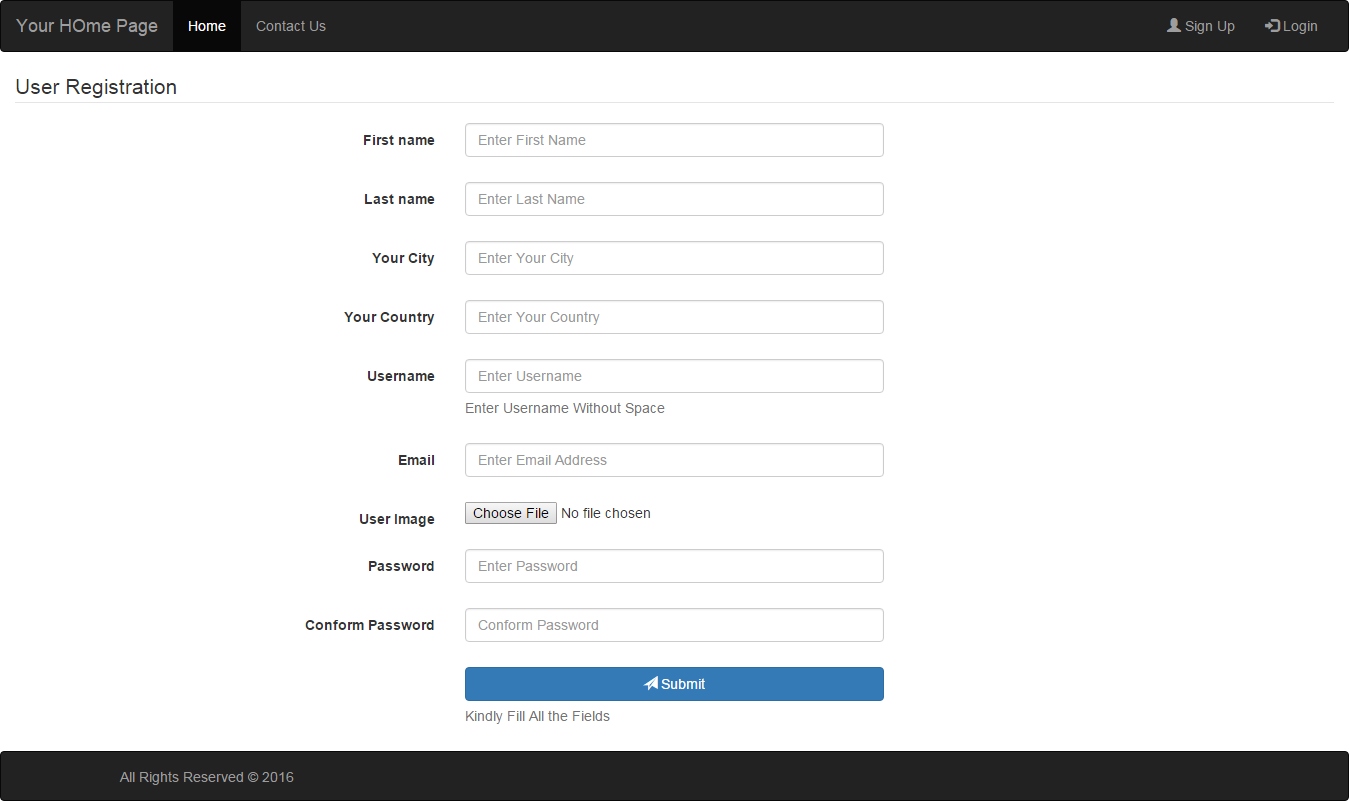 Your HOme Page Home Contact Us Sign Up Login
User Registration
First name Enter First Name
Last name Enter Last Name
Your City Enter Your City
Your Country Enter Your Country
Username Enter Username
Enter Username Without Space
Email Enter Email Address
User Image Choose File No file chosen
Password Enter Password
Conform Password Conform Password
Submit
Kindly Fill All the Fields
All Rights Reserved © 2016